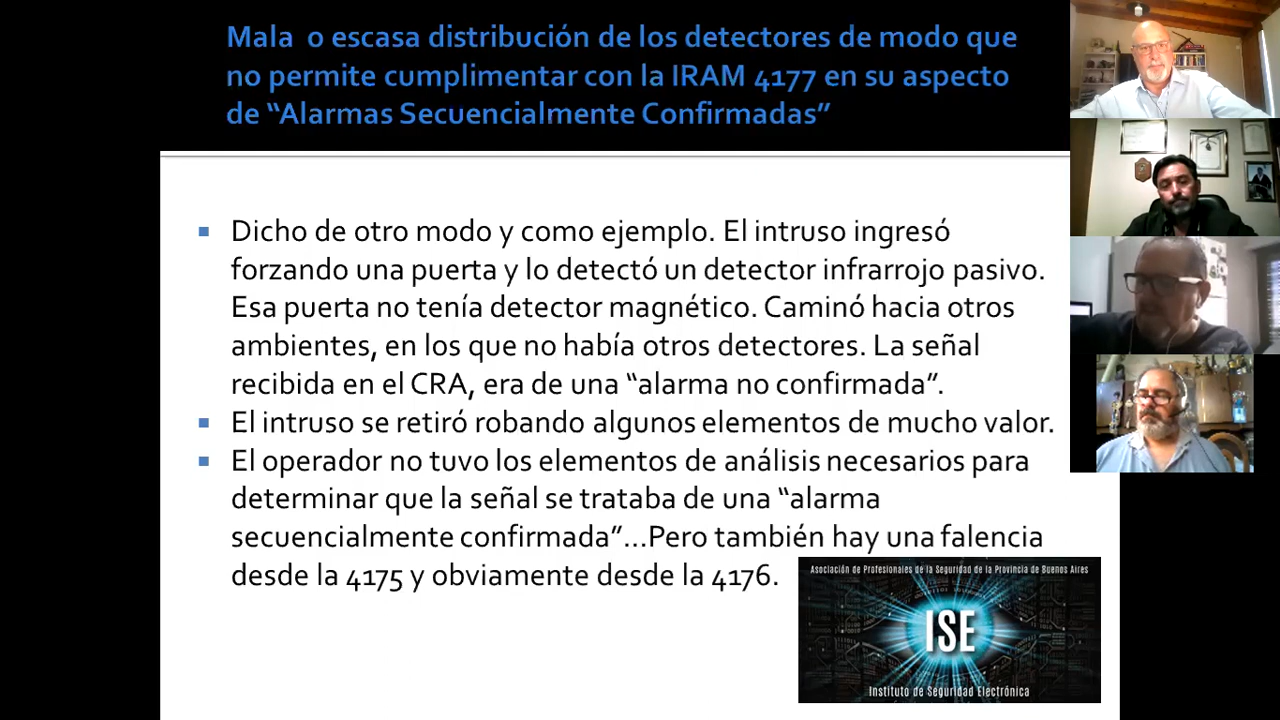 Mala o escasa distribución de los detectores de modo que
no permite cumplimentar con la IRAM 4177 en su aspecto
de “Alarmas Secuencialmente Confirmadas”
Dicho de otro modo y como ejemplo. El intruso ingresó
forzando una puerta y lo detectó un detector infrarrojo pasivo.
Esa puerta no tenía detector magnético. Caminó hacia otros
ambientes, en los que no había otros detectores. La señal
recibida en el CRA, era de una “alarma no confirmada”.
El intruso se retiró robando algunos elementos de mucho valor.
El operador no tuvo los elementos de análisis necesarios para
determinar que la señal se trataba de una “alarma
secuencialmente confirmada”...Pero también hay una falencia
desde la 4175 y obviamente desde la 4176.
Asociación de Profesionales de la Seguridad de la Provincia de Buenos Aires
ISE
Instituto de Seguridad Electrónica